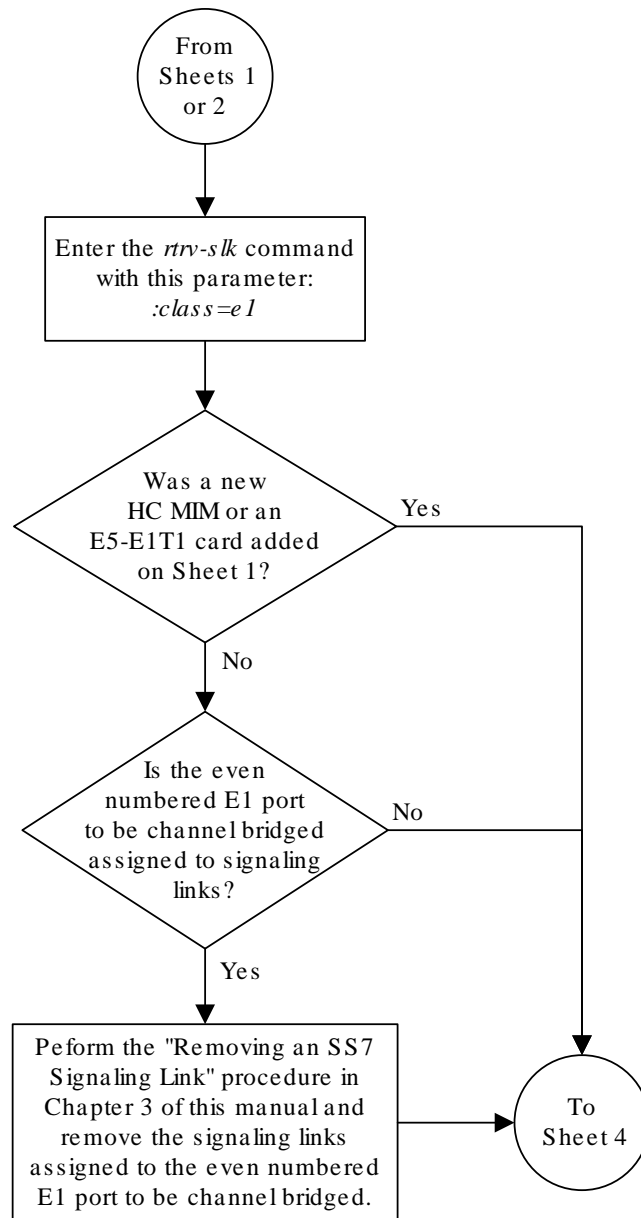 From
Sheets 1
or 2
Enter the rtrv-slk command
with this parameter:
:class=e1
Was a new
HC MIM or an
E5-E1T1 card added
on Sheet 1?
Yes
No
Is the even
numbered E1 port
to be channel bridged
assigned to signaling
links?
No
Yes
Peform the "Removing an SS7
Signaling Link" procedure in
Chapter 3 of this manual and
remove the signaling links
assigned to the even numbered
E1 port to be channel bridged.
To
Sheet 4